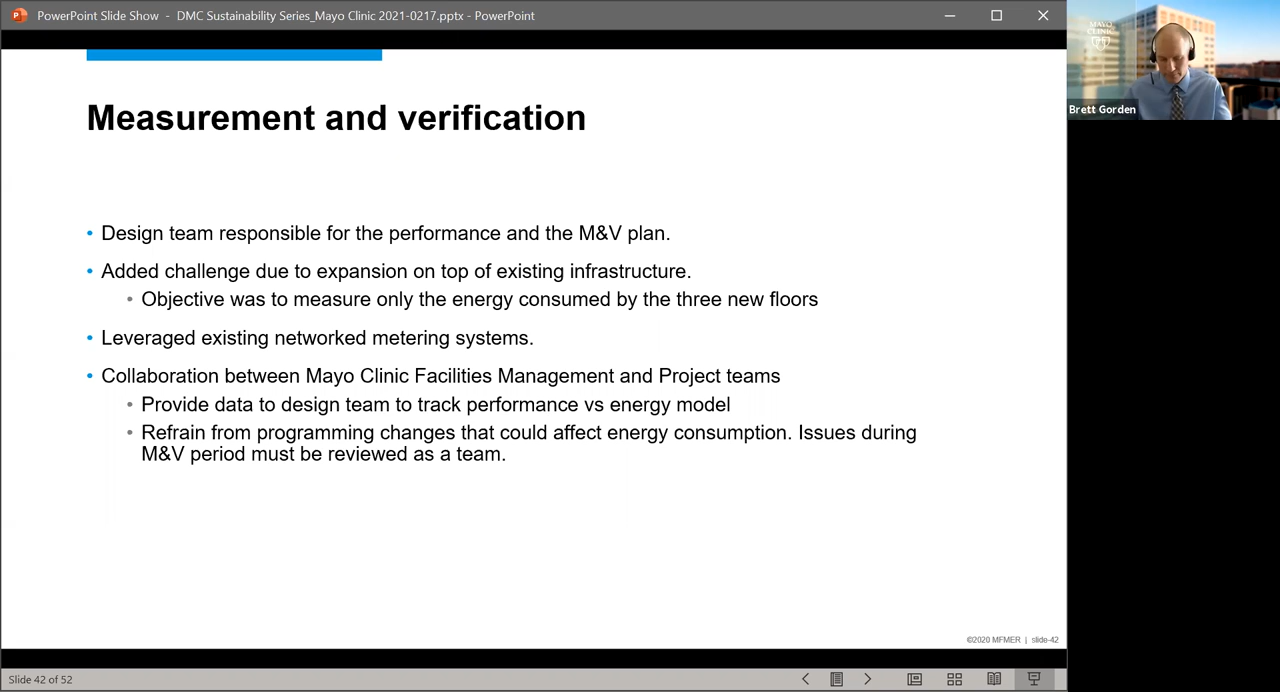 PowerPoint Slide Show - DMC Sustainability Series_Mayo Clinic 2021-0217.pptx - PowerPoint
MAYO
CLINIC
Brett Gorden
Measurement and verification
• Design team responsible for the performance and the M&V plan.
• Added challenge due to expansion on top of existing infrastructure.
• Objective was to measure only the energy consumed by the three new floors
• Leveraged existing networked metering systems.
• Collaboration between Mayo Clinic Facilities Management and Project teams
• Provide data to design team to track performance vs energy model
• Refrain from programming changes that could affect energy consumption. Issues during
M&V period must be reviewed as a team.
©2020 MFMER | slide-42
Slide 42 of 52